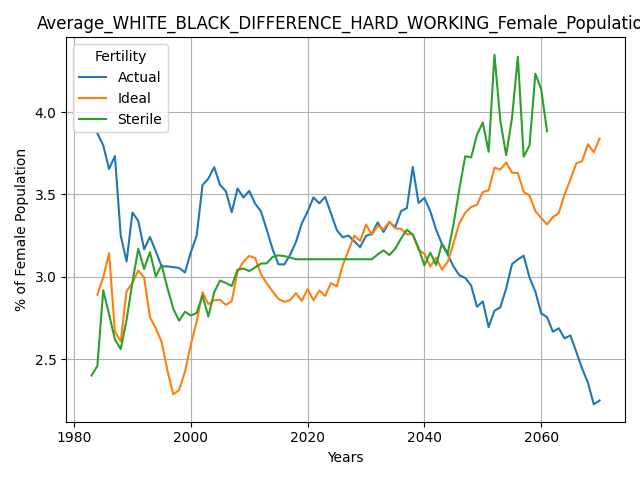 Average_WHITE_BLACK_DIFFERENCE_HARD_WORKING_Female_Populatio
Fertility
Actual
Ideal
Sterile
4.0
3.5
3.0
2.5
% of Female Population
1980
2000
2020
2040
2060
Years